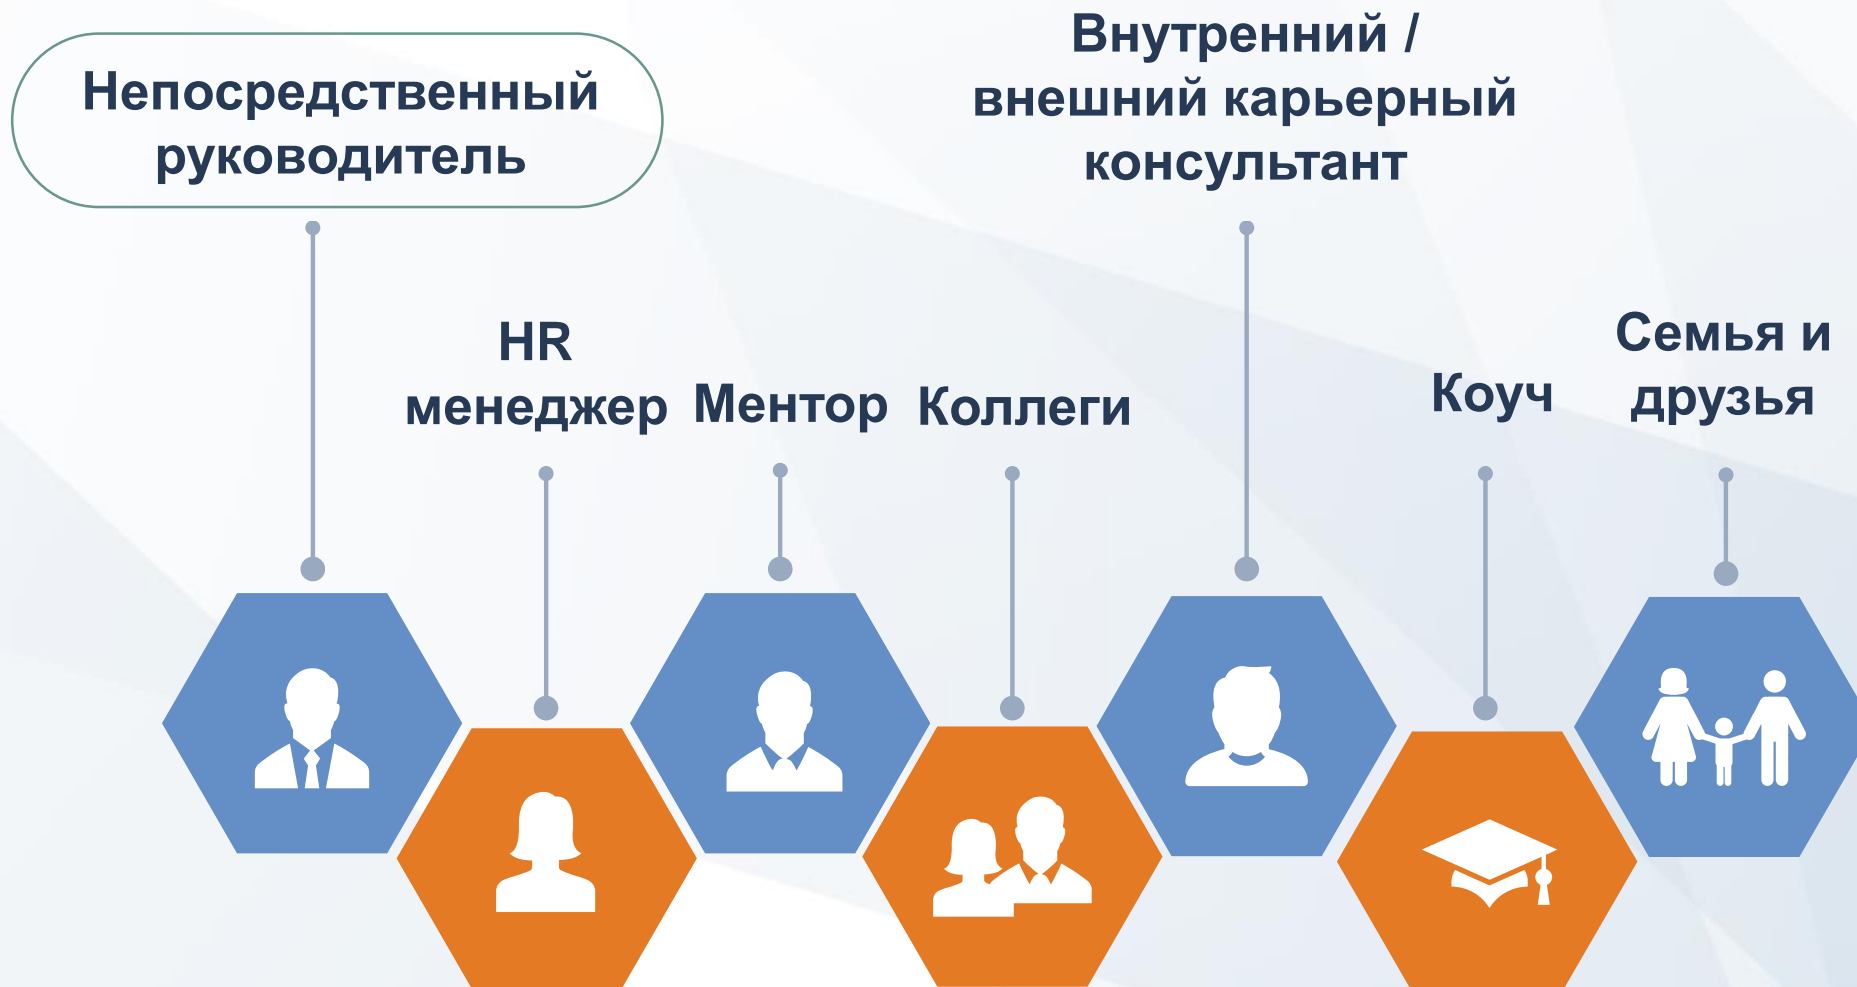 Непосредственный
руководитель
HR
менеджер
Ментор
Коллеги
Внутренний /
внешний карьерный
консультант
Коуч
Семья и
друзья